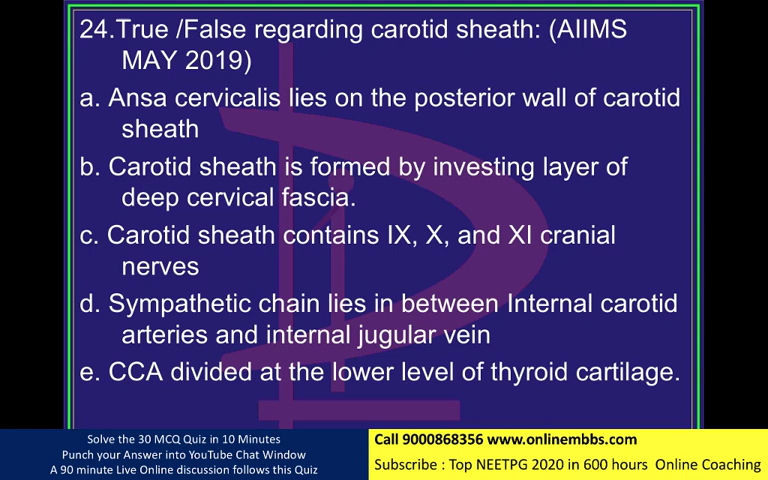 24.True /False regarding carotid sheath: (AIIMS
MAY 2019)
a. Ansa cervicalis lies on the posterior wall of carotid
sheath
b. Carotid sheath is formed by investing layer of
deep cervical fascia.
c. Carotid sheath contains IX, X, and XI cranial
nerves
d. Sympathetic chain lies in between Internal carotid
arteries and internal jugular vein
e. CCA divided at the lower level of thyroid cartilage.
Solve the 30 MCQ Quiz in 10 Minutes
Punch your Answer into YouTube Chat Window
A 90 minute Live Online discussion follows this Quiz
Call 9000868356 www.onlinembbs.com
Subscribe : Top NEETPG 2020 in 600 hours Online Coaching